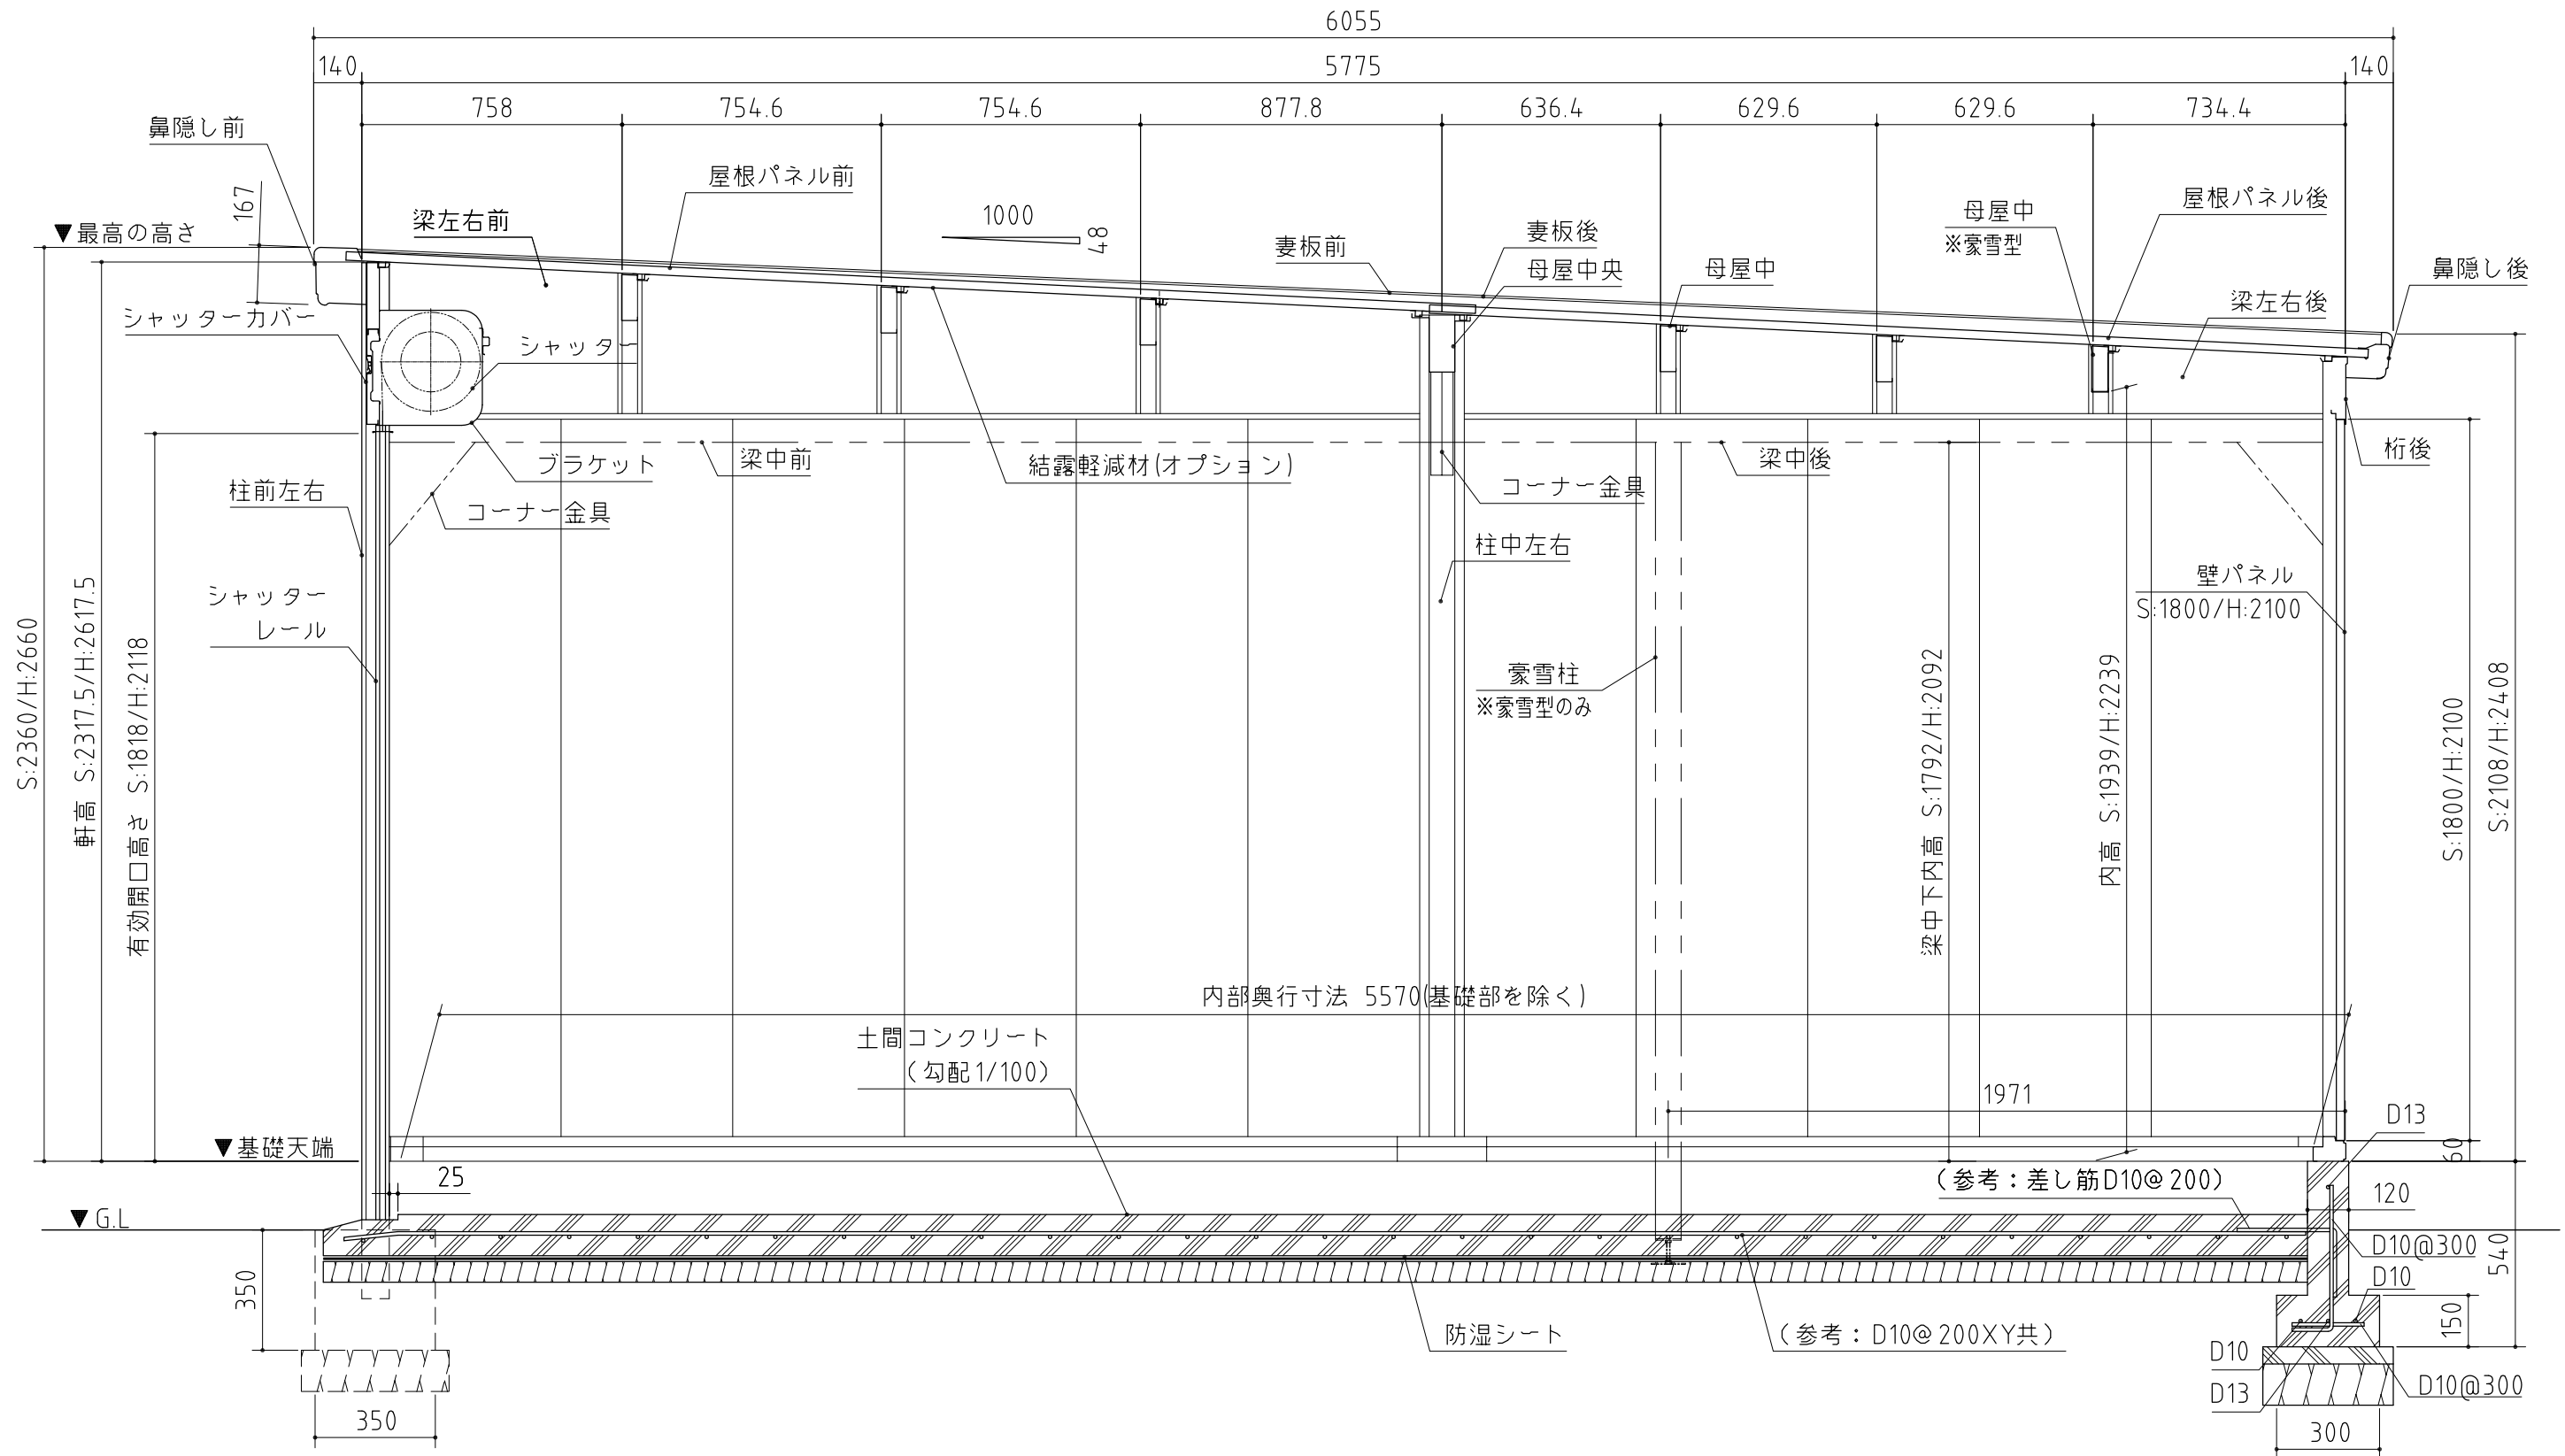 6055
140
5775
140
758
754.6
754.6
877.8
636.4
629.6
629.6
734.4
鼻隠し前
167
屋根パネル前
梁左右前
1000
48
妻板前
妻板後
母屋中央
母屋中
母屋中
※豪雪型
屋根パネル後
鼻隠し後
梁左右後
▼最高の高さ
シャッターカバー
シャッター
ブラケット
梁中前
結露軽減材(オプション)
コーナー金具
梁中後
桁後
柱前左右
コーナー金具
柱中左右
シャッター
レール
壁パネル
S:1800/H:2100
豪雪柱
※豪雪型のみ
S:2360/H:2660
軒高 S:2317.5/H:2617.5
有効開口高さ S:1818/H:2118
梁中下内高 S:1792/H:2092
内高 S:1939/H:2239
S:1800/H:2100
S:2108/H:2408
内部奥行寸法 5570(基礎部を除く)
土間コンクリート
(勾配1/100)
1971
D13
▼基礎天端
60
25
(参考:差し筋D10@200)
120
▼G.L
D10@300
540
D10
350
150
防湿シート
(参考:D10@200XY共)
D10
D13
D10@300
350
300